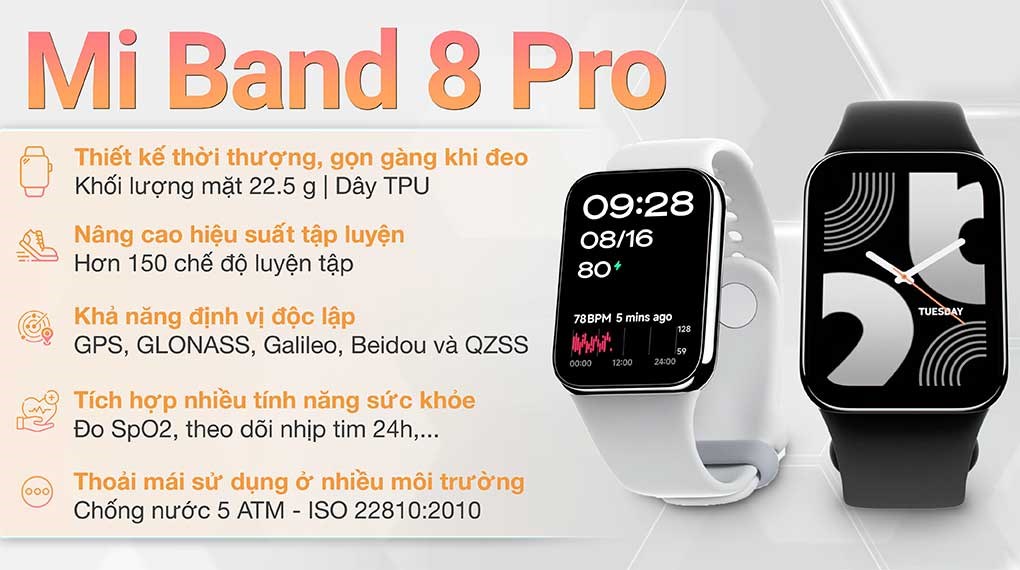 Mi Band 8 Pro
Thiết kế thời thượng, gọn gàng khi đeo
Khối lượng mặt 22.5 g | Dây TPU
Nâng cao hiệu suất tập luyện
Hơn 150 chế độ luyện tập
Khả năng định vị độc lập
GPS, GLONASS, Galileo, Beidou và QZSS
Tích hợp nhiều tính năng sức khỏe
Đo SpO2, theo dõi nhịp tim 24h,...
Thoải mái sử dụng ở nhiều môi trường
Chống nước 5 ATM - ISO 22810:2010
09:28
08/16
80
78BPM 5 mins ago
128
59
00:00 12:00 24:00
TUESDAY